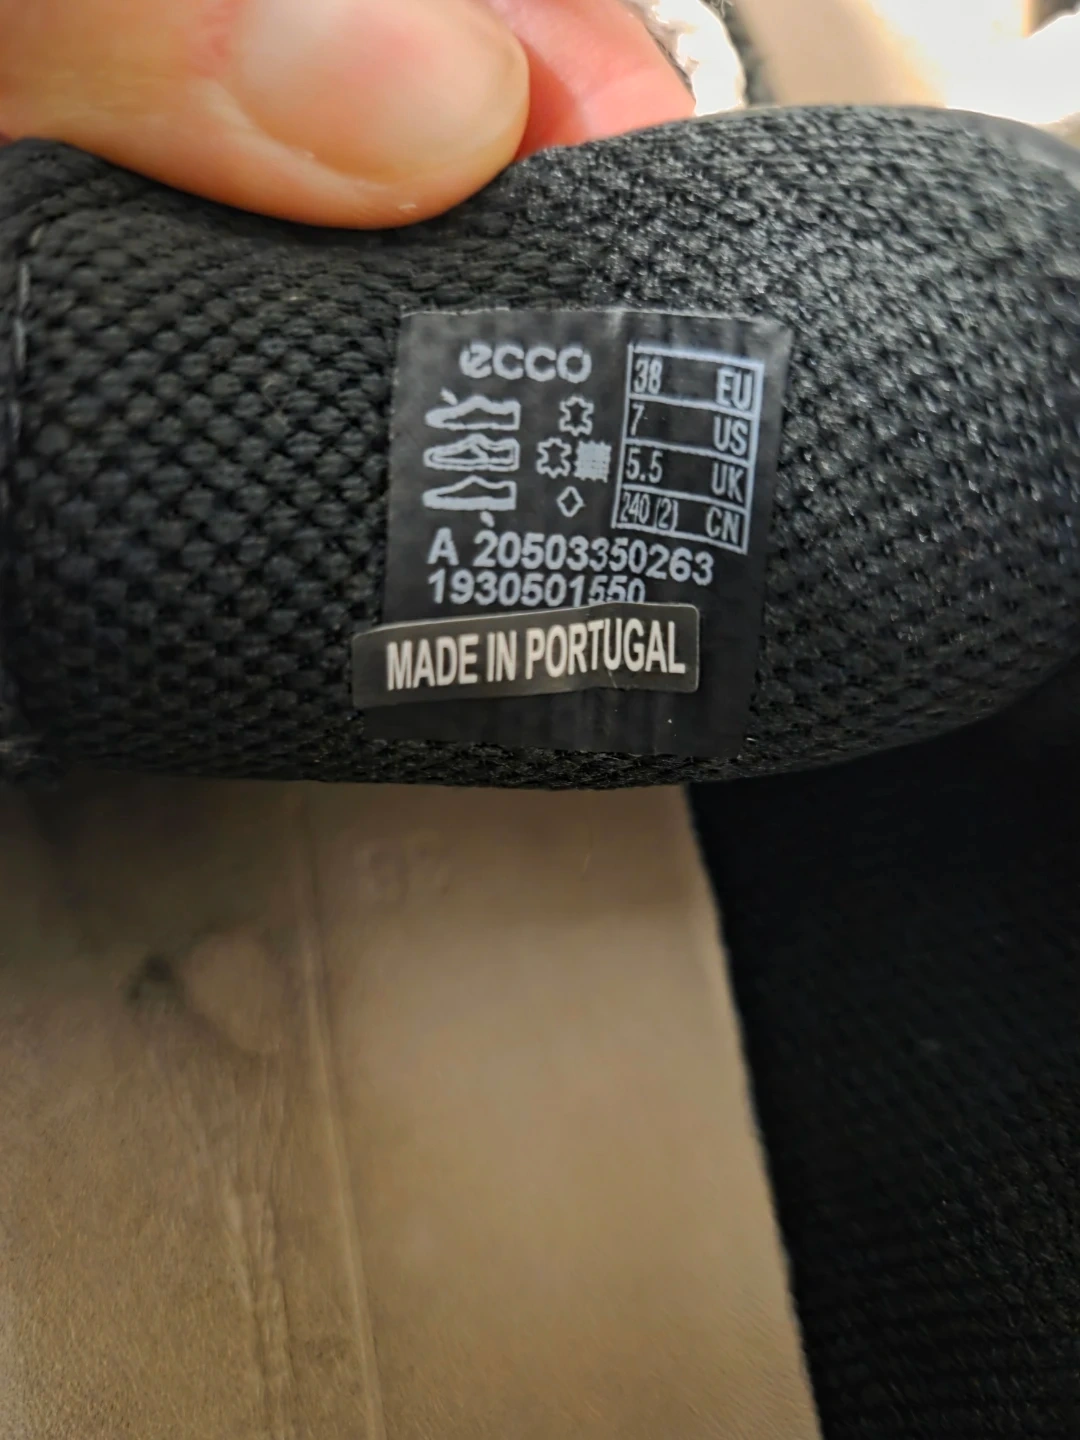 ecco
38 EU
7 US
5.5 UK
240 (2) CN
A 20503350263
1930501550
MADE IN PORTUGAL